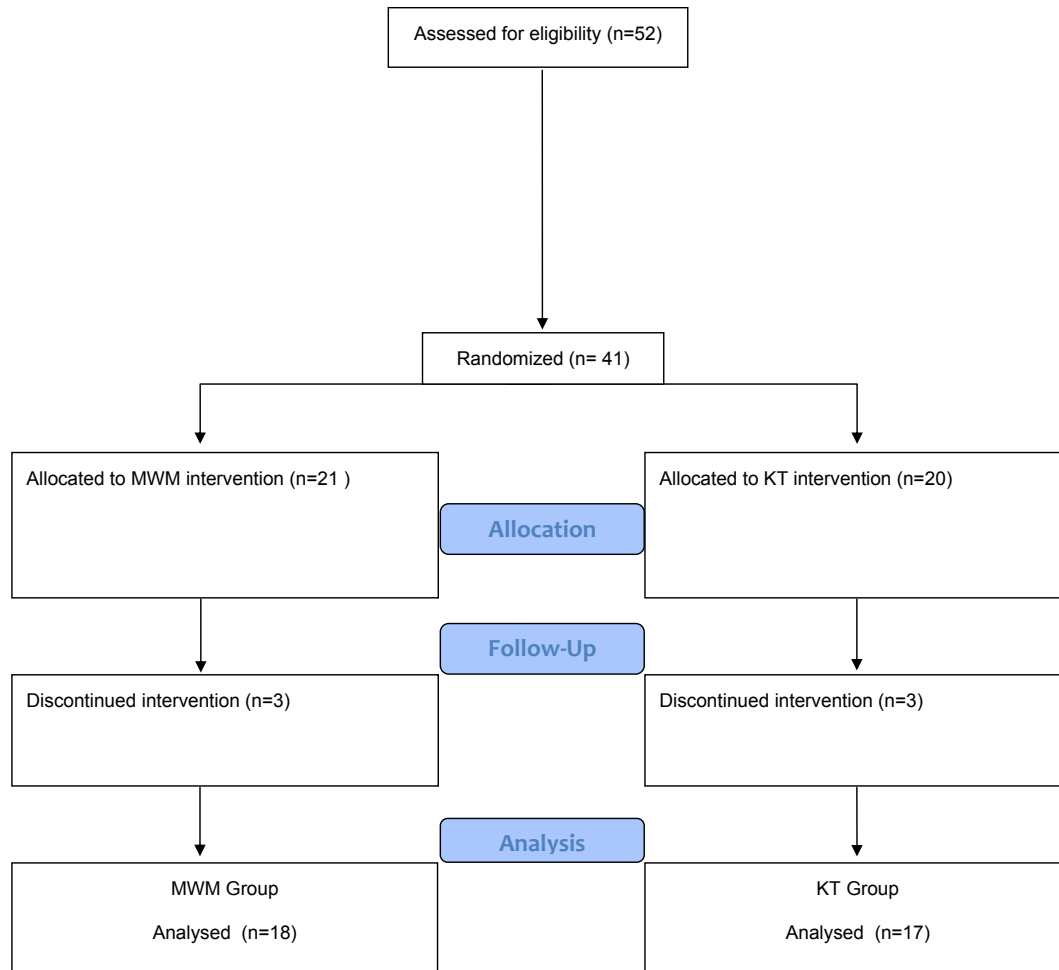 Assessed for eligibility (n=52)
Randomized (n= 41)
Allocated to MWM intervention (n=21 )
Allocated to KT intervention (n=20)
Allocation
Follow-Up
Discontinued intervention (n=3)
Discontinued intervention (n=3)
Analysis
MWM Group
Analysed (n=18)
KT Group
Analysed (n=17)